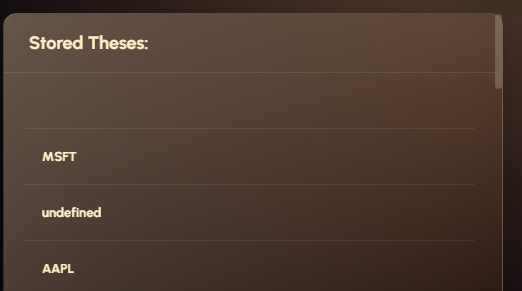 Stored Theses:
MSFT
undefined
AAPL